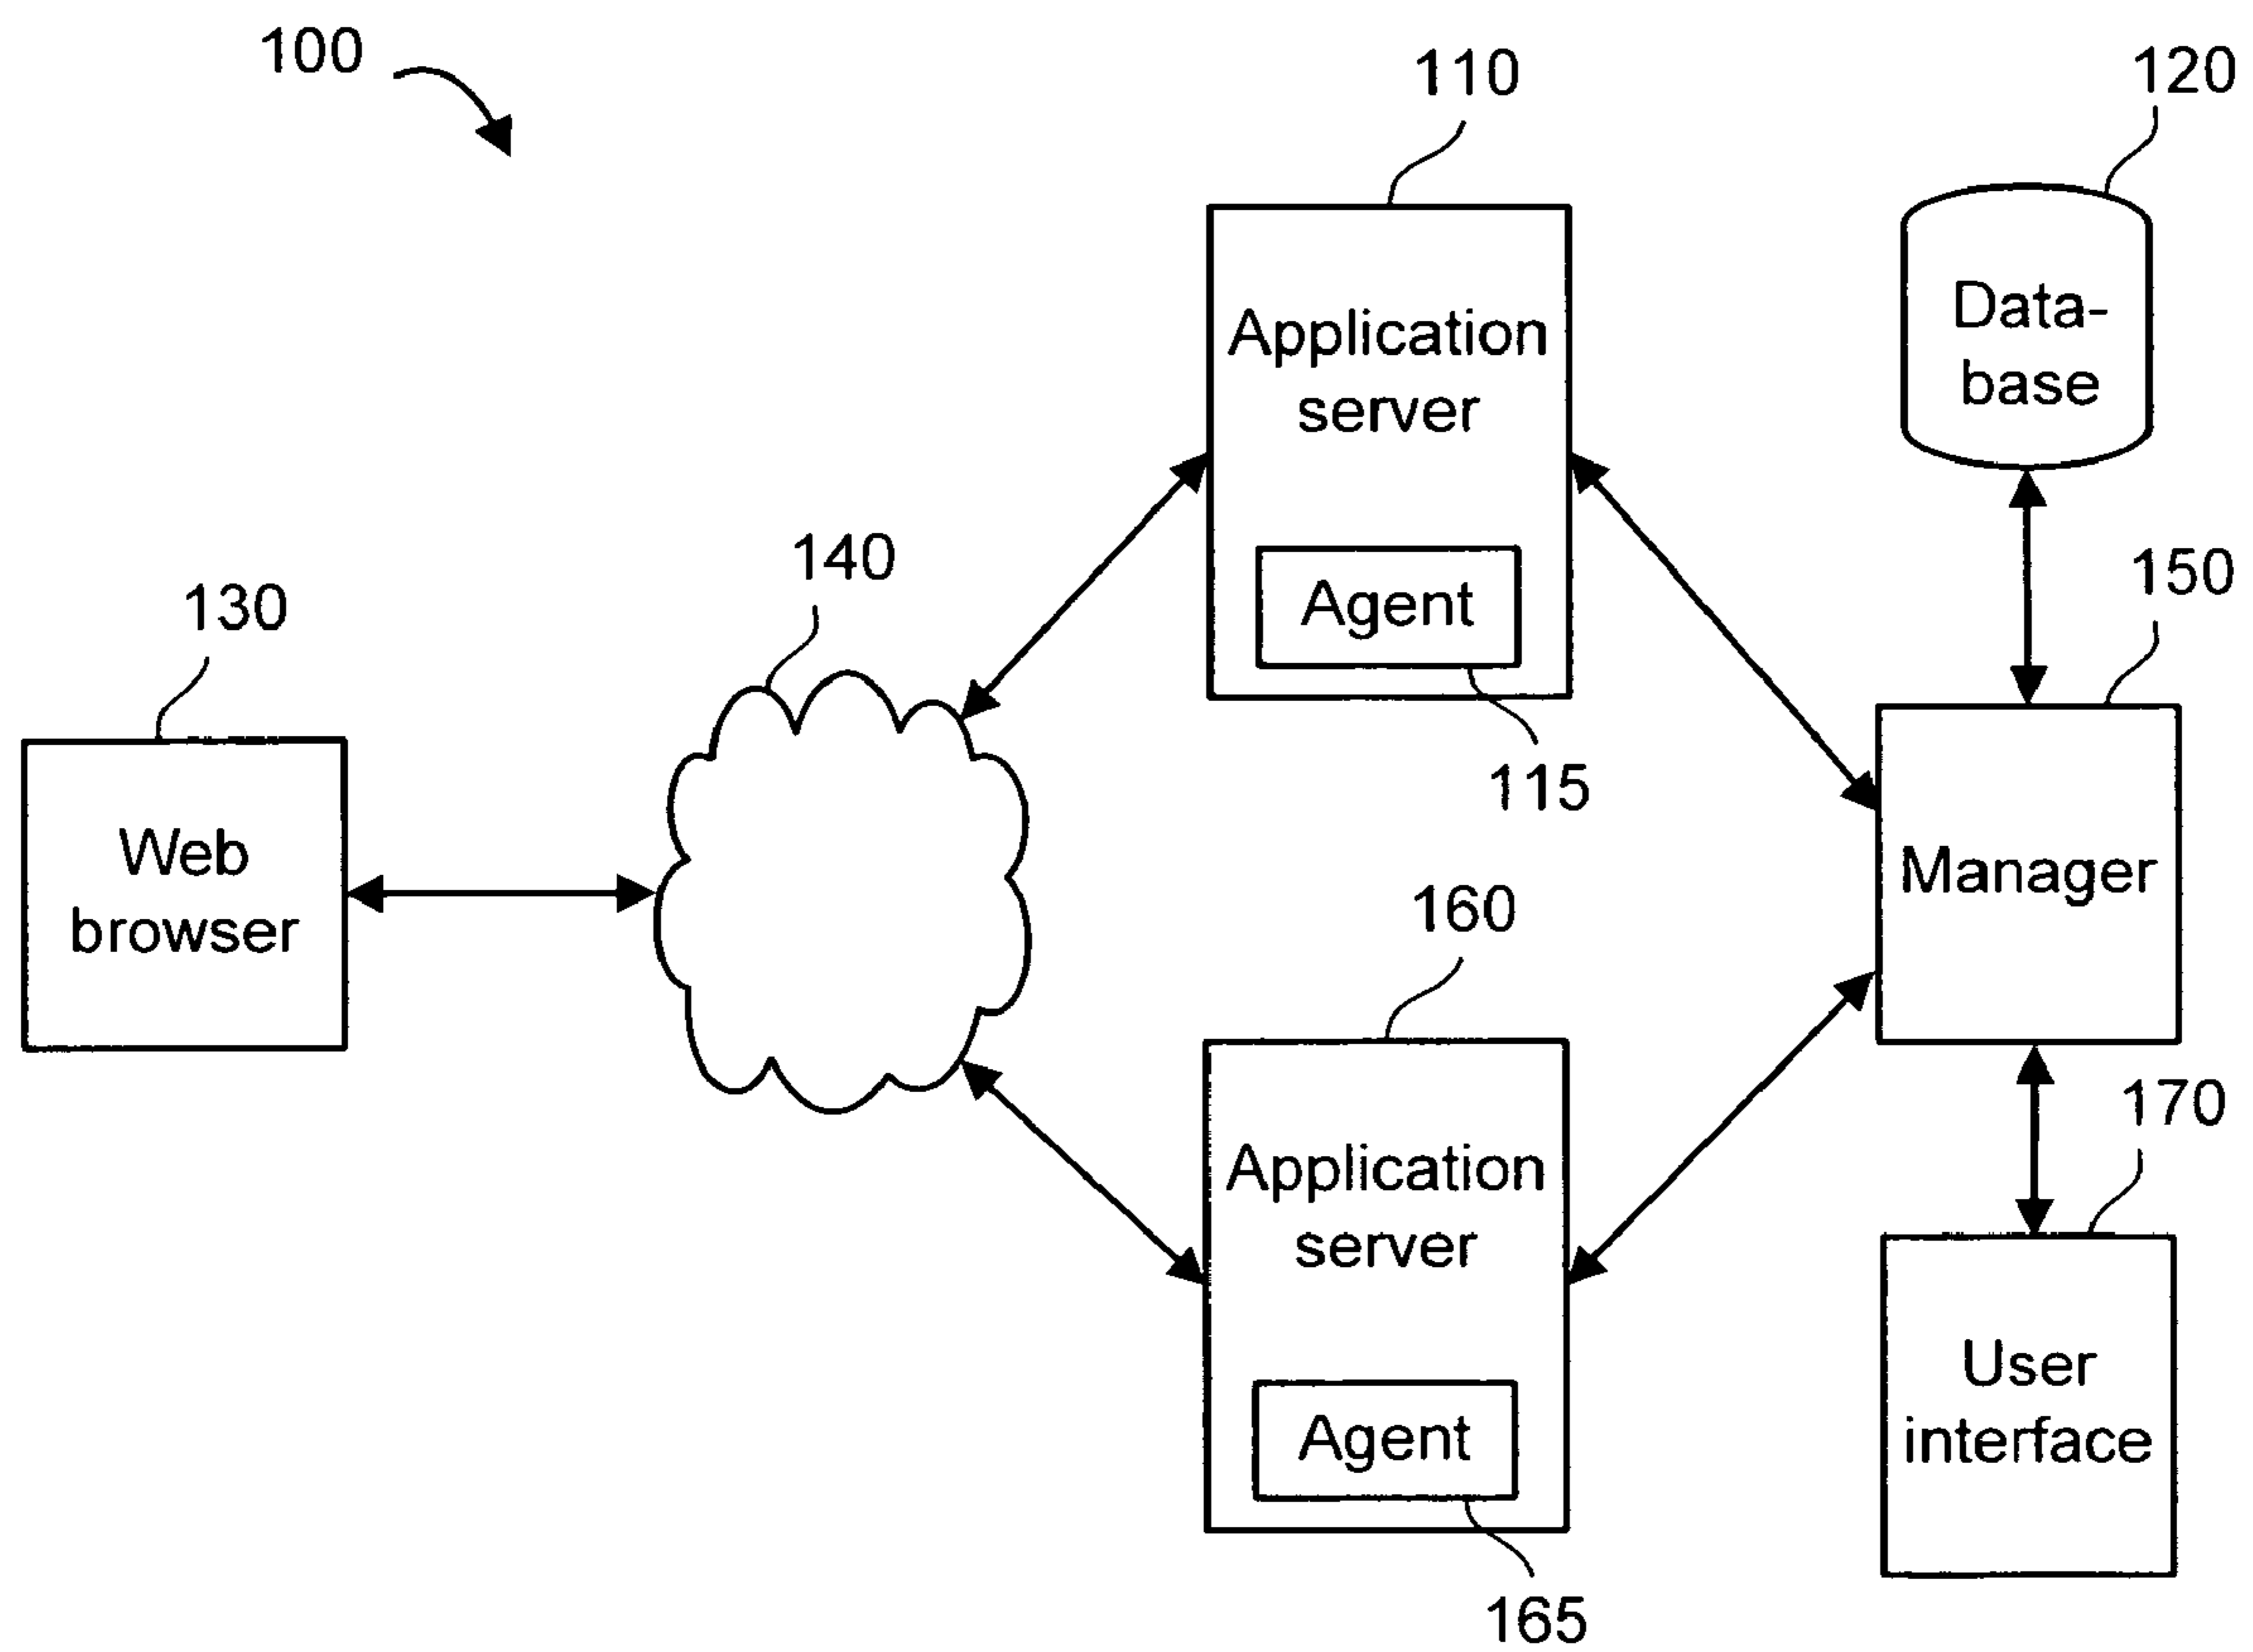 100
110
120
Application
server
Data-
base
140
150
130
Agent
115
Web
browser
Manager
160
170
Application
server
User
interface
Agent
165